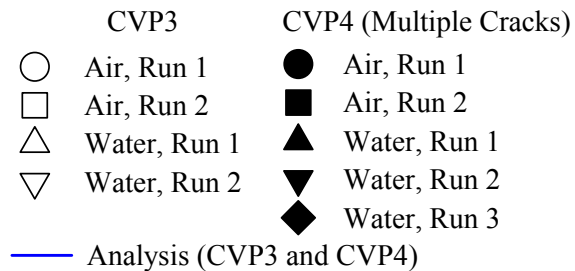 CVP3 CVP4 (Multiple Cracks)
Air, Run 1 Air, Run 1
Air, Run 2 Air, Run 2
Water, Run 1 Water, Run 1
Water, Run 2 Water, Run 2
Water, Run 3
Analysis (CVP3 and CVP4)